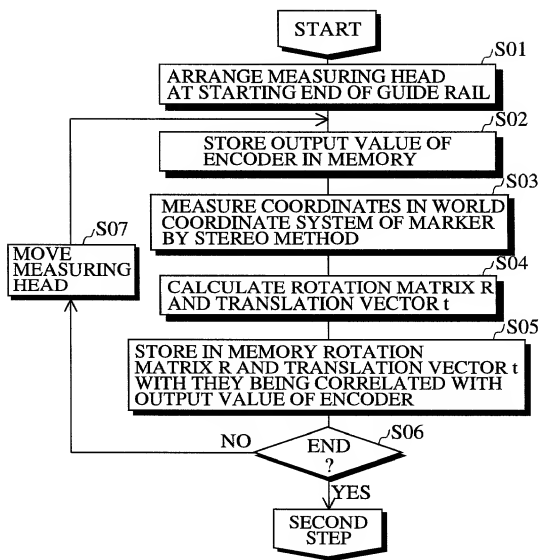 START
S01
ARRANGE MEASURING HEAD
AT STARTING END OF GUIDE RAIL
S02
STORE OUTPUT VALUE OF
ENCODER IN MEMORY
S03
MEASURE COORDINATES IN WORLD
COORDINATE SYSTEM OF MARKER
BY STEREO METHOD
S07
MOVE
MEASURING
HEAD
S04
CALCULATE ROTATION MATRIX R
AND TRANSLATION VECTOR t
S05
STORE IN MEMORY ROTATION
MATRIX R AND TRANSLATION VECTOR t
WITH THEY BEING CORRELATED WITH
OUTPUT VALUE OF ENCODER
S06
NO
END
?
YES
SECOND
STEP